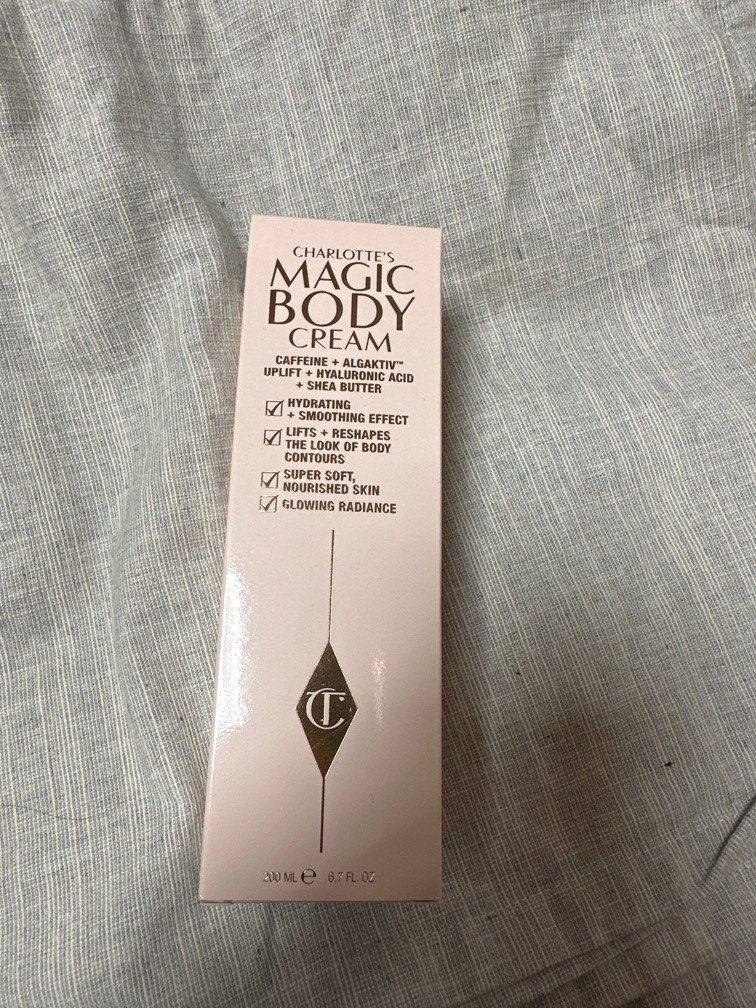 CHARLOTTE'S
MAGIC
BODY
CREAM
CAFFEINE + ALGAKTIV™
UPLIFT + HYALURONIC ACID
+ SHEA BUTTER
HYDRATING
+ SMOOTHING EFFECT
LIFTS + RESHAPES
THE LOOK OF BODY
CONTOURS
SUPER SOFT,
NOURISHED SKIN
GLOWING RADIANCE
CT
200 ML ℮ 6.7 FL. OZ.